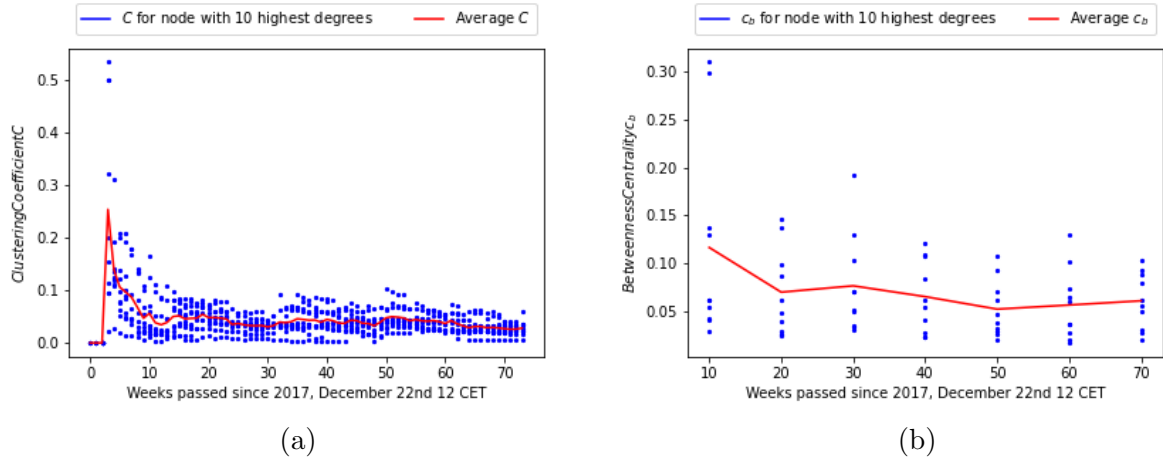 C for node with 10 highest degrees Average C
0.5
0.4
0.3
0.2
0.1
0.0
ClusteringCoefficientC
0 10 20 30 40 50 60 70
Weeks passed since 2017, December 22nd 12 CET
(a)
c_b for node with 10 highest degrees Average c_b
0.30
0.25
0.20
0.15
0.10
0.05
BetweennessCentralityc_b
10 20 30 40 50 60 70
Weeks passed since 2017, December 22nd 12 CET
(b)